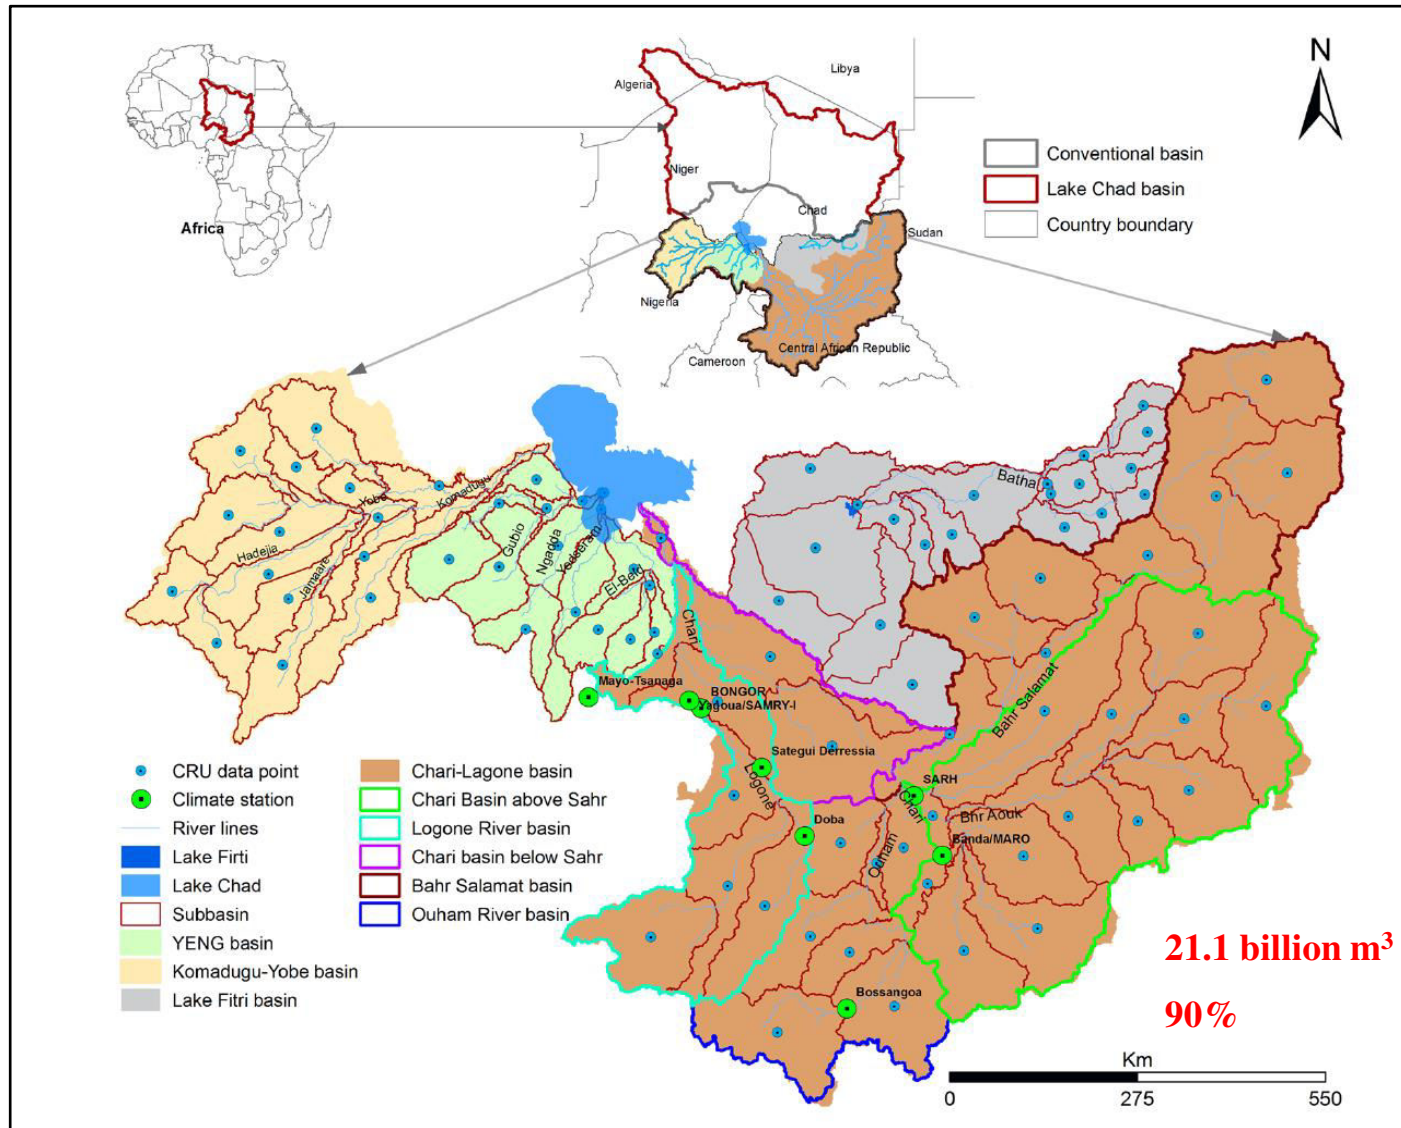 N
Libya
Algeria
Conventional basin
Lake Chad basin
Country boundary
Niger
Chad
Africa
Sudan
Nigeria
Central African Republic
Cameroon
Batha
Komadugu
Yobe
Gubio
Ngadda
Yedseram
Hadejia
Jamaare
El-Beid
Chari
Bahr Salamat
Mayo-Tsanaga
BONGOR
Yagoua/SAMRY-I
Sategui Derressia
Logone
SARH
Chari
Bhr Aouk
Doba
Banda/MARO
Ouham
Bossangoa
CRU data point
Climate station
River lines
Lake Firti
Lake Chad
Subbasin
YENG basin
Komadugu-Yobe basin
Lake Fitri basin
Chari-Lagone basin
Chari Basin above Sahr
Logone River basin
Chari basin below Sahr
Bahr Salamat basin
Ouham River basin
21.1 billion m³
90%
Km
0 275 550